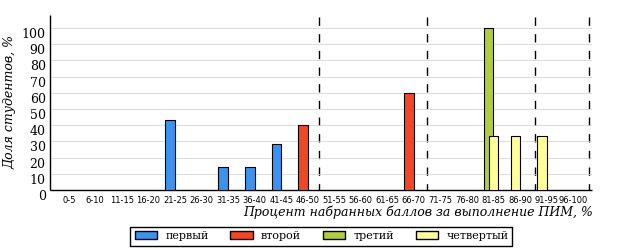 Доля студентов, %
100
90
80
70
60
50
40
30
20
10
0
0-5 6-10 11-15 16-20 21-25 26-30 31-35 36-40 41-45 46-50 51-55 56-60 61-65 66-70 71-75 76-80 81-85 86-90 91-95 96-100
Процент набранных баллов за выполнение ПИМ, %
первый второй третий четвертый